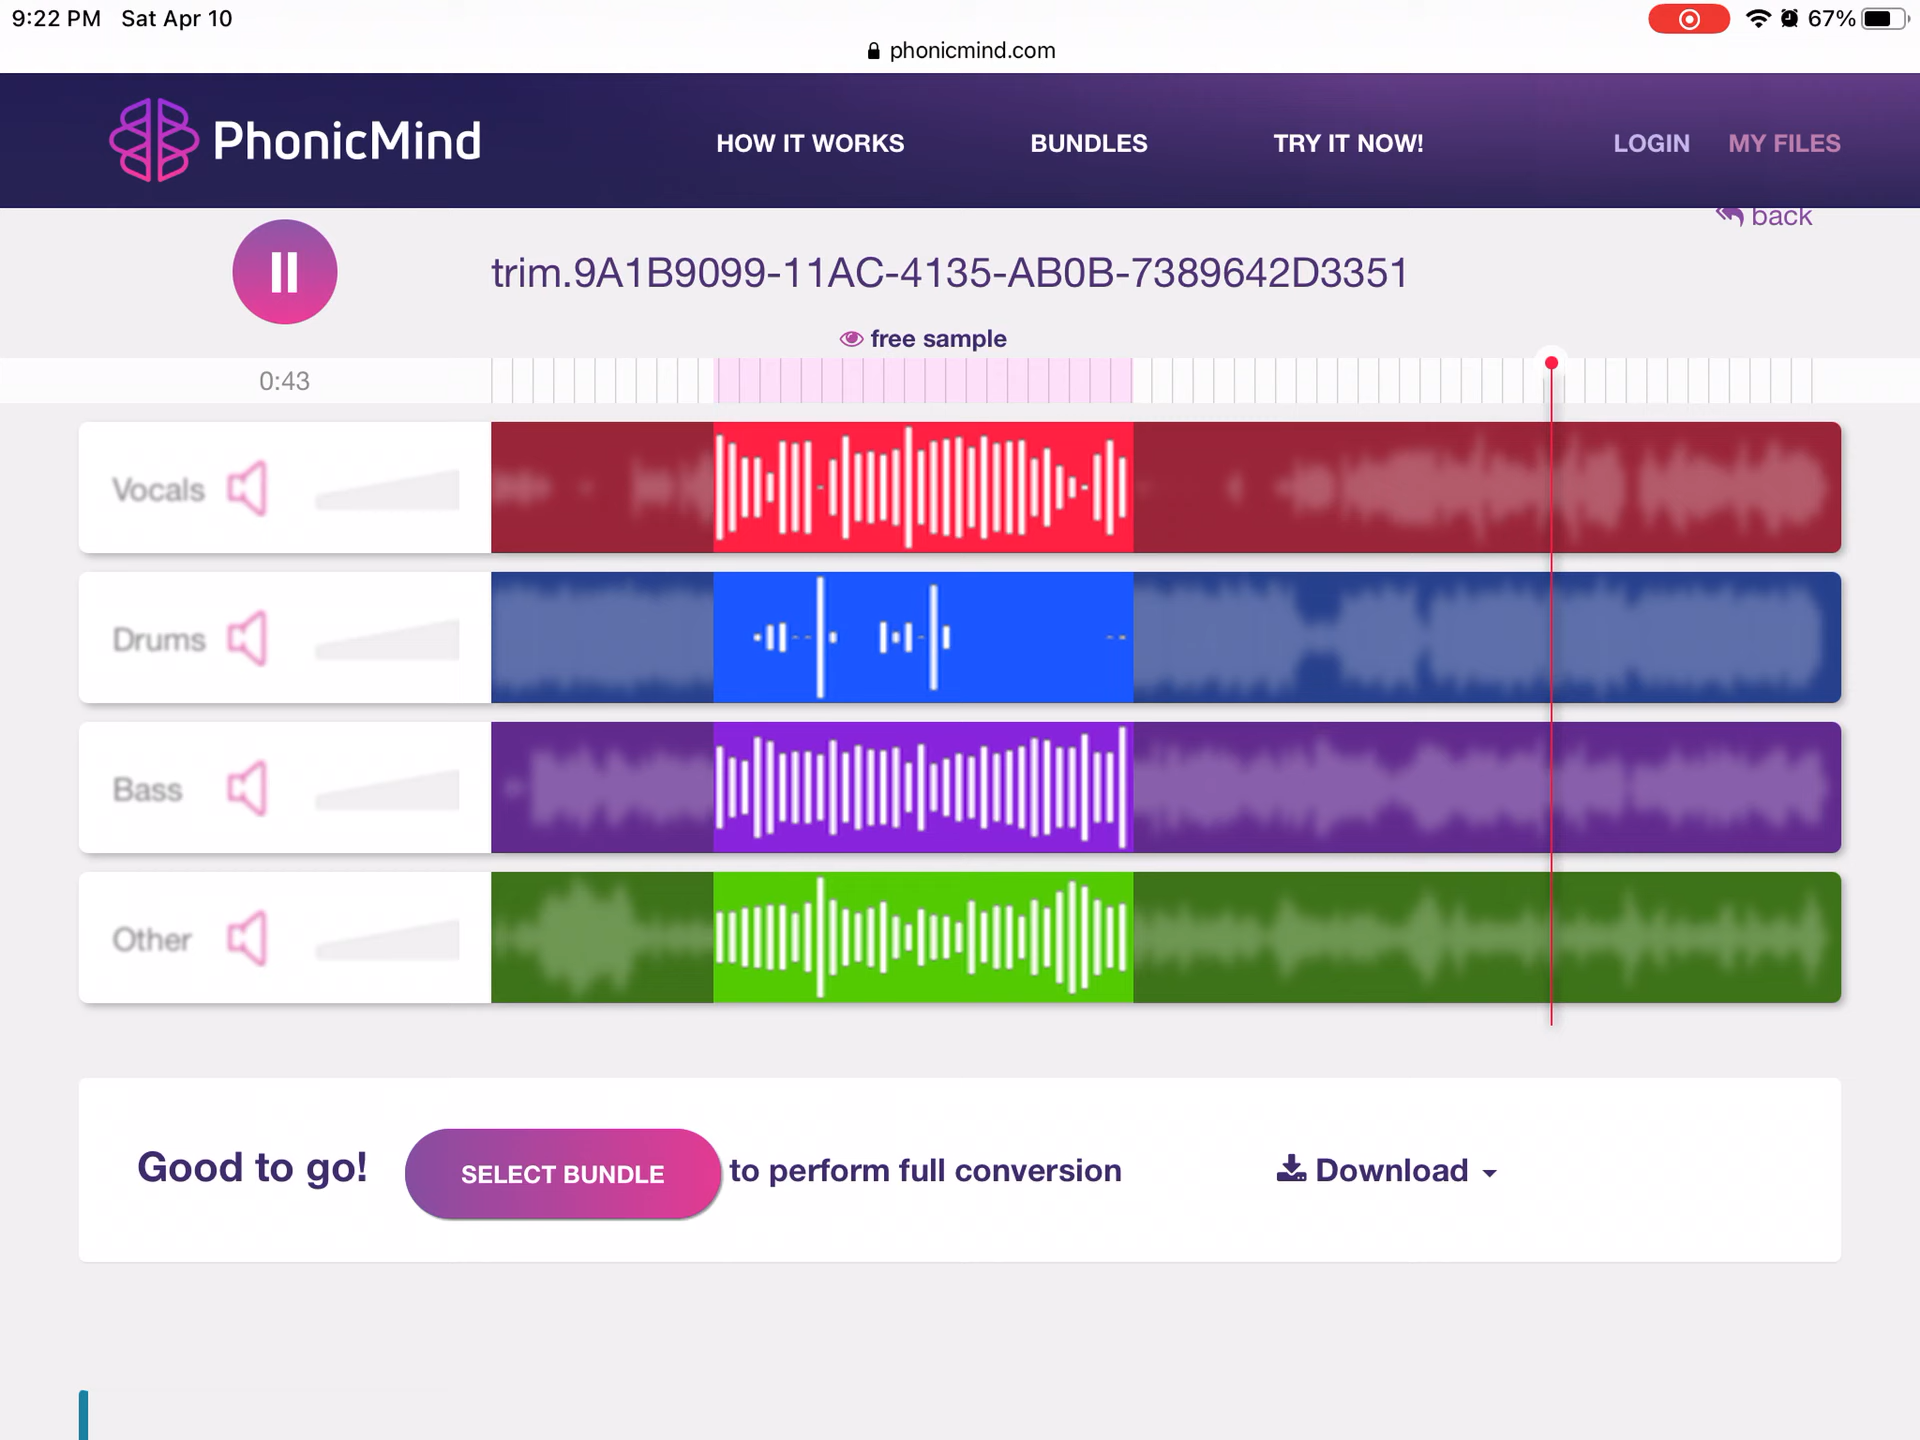 9:22 PM Sat Apr 10 67%
phonicmind.com
PhonicMind HOW IT WORKS BUNDLES TRY IT NOW! LOGIN MY FILES
back
trim.9A1B9099-11AC-4135-AB0B-7389642D3351
free sample
0:43
Vocals
Drums
Bass
Other
Good to go! SELECT BUNDLE to perform full conversion Download